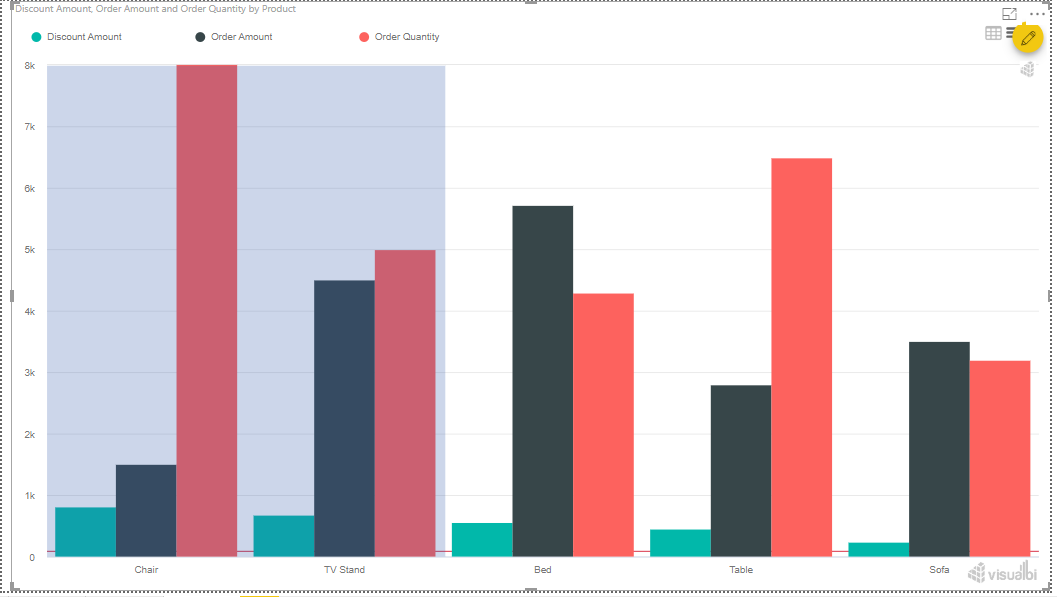 Discount Amount, Order Amount and Order Quantity by Product
Discount Amount Order Amount Order Quantity
8k
7k
6k
5k
4k
3k
2k
1k
0
Chair TV Stand Bed Table Sofa
visualbi